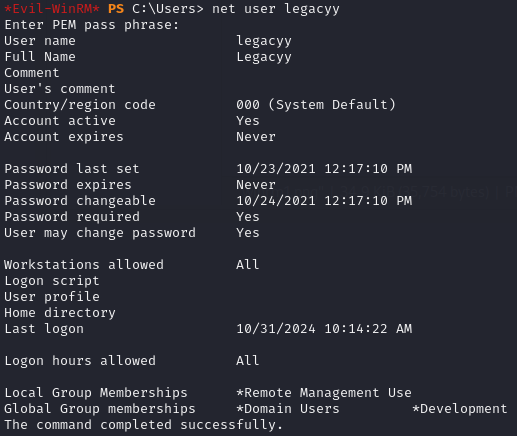 *Evil-WinRM* PS C:\Users> net user legacyy
Enter PEM pass phrase:
User name                    legacyy
Full Name                    Legacyy
Comment
User's comment
Country/region code          000 (System Default)
Account active               Yes
Account expires              Never

Password last set            10/23/2021 12:17:10 PM
Password expires             Never
Password changeable          10/24/2021 12:17:10 PM
Password required            Yes
User may change password     Yes

Workstations allowed         All
Logon script
User profile
Home directory
Last logon                   10/31/2024 10:14:22 AM

Logon hours allowed          All

Local Group Memberships      *Remote Management Use
Global Group memberships     *Domain Users         *Development
The command completed successfully.